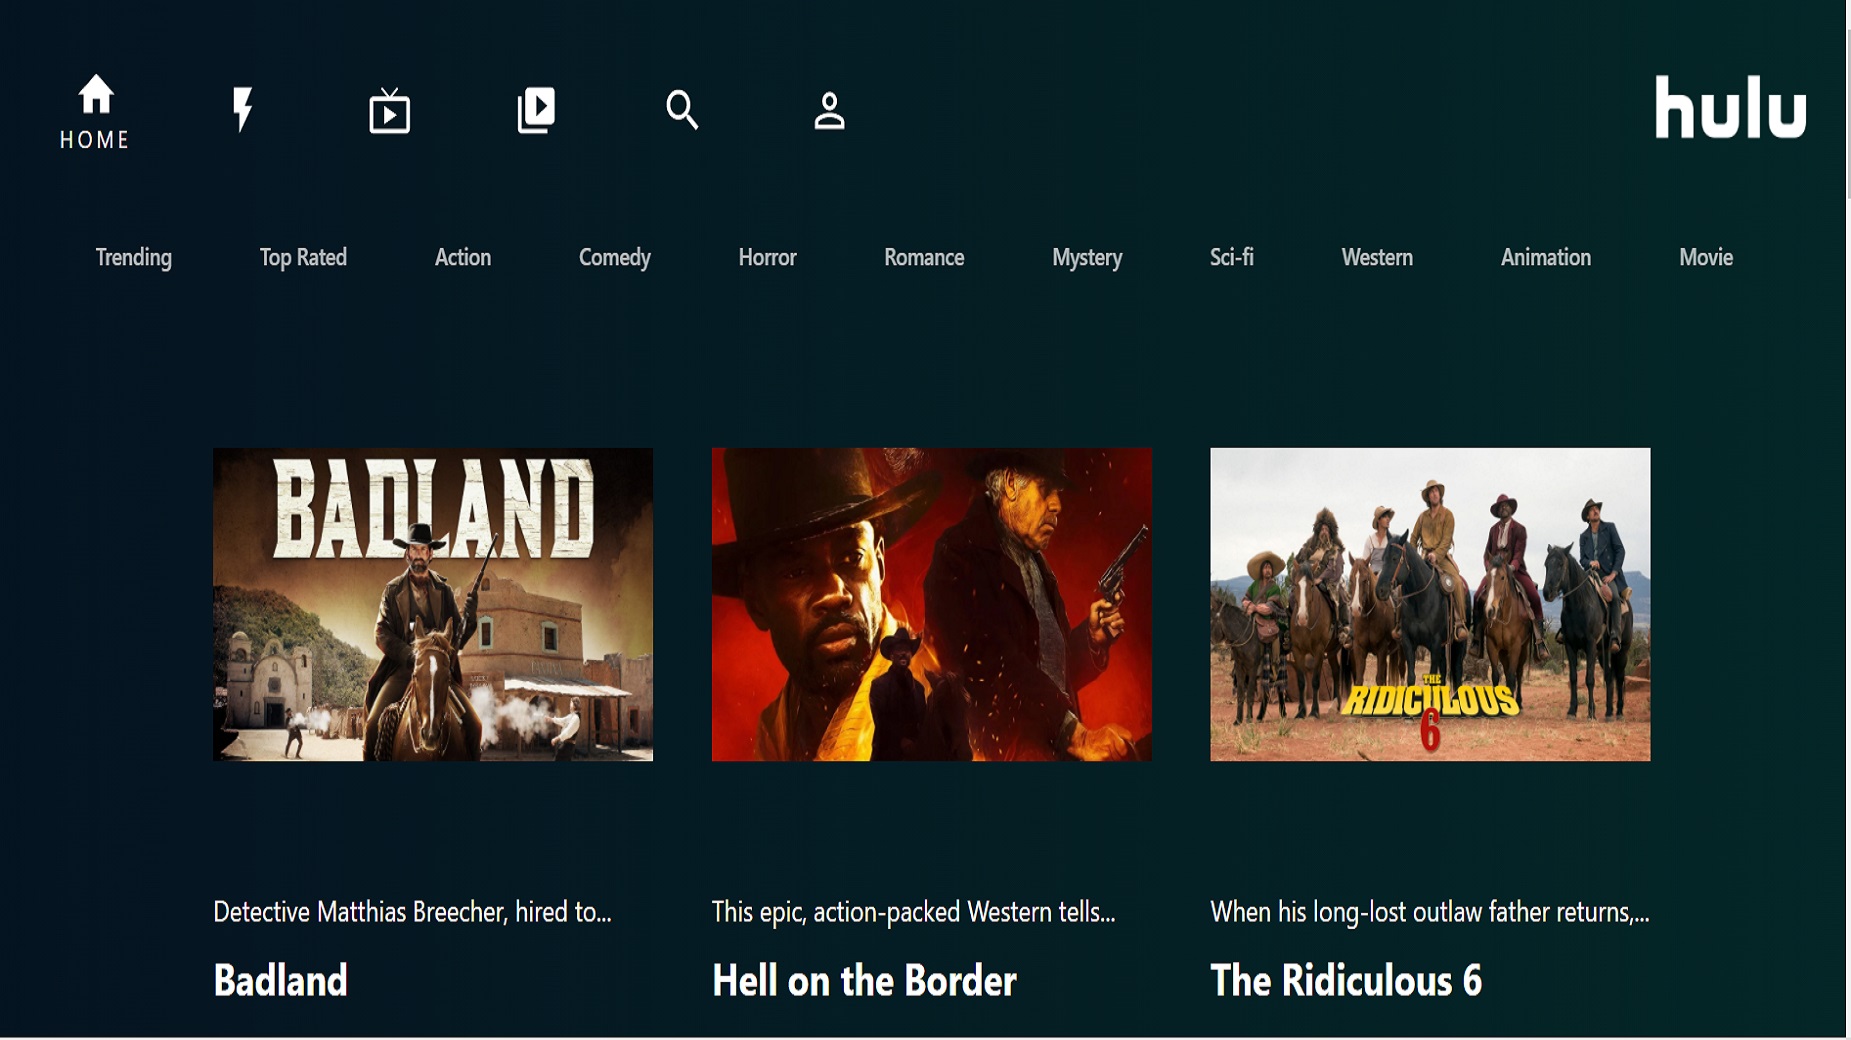 HOME
hulu
Trending Top Rated Action Comedy Horror Romance Mystery Sci-fi Western Animation Movie
BADLAND
THE
RIDICULOUS
6
Detective Matthias Breecher, hired to...
This epic, action-packed Western tells...
When his long-lost outlaw father returns,...
Badland
Hell on the Border
The Ridiculous 6